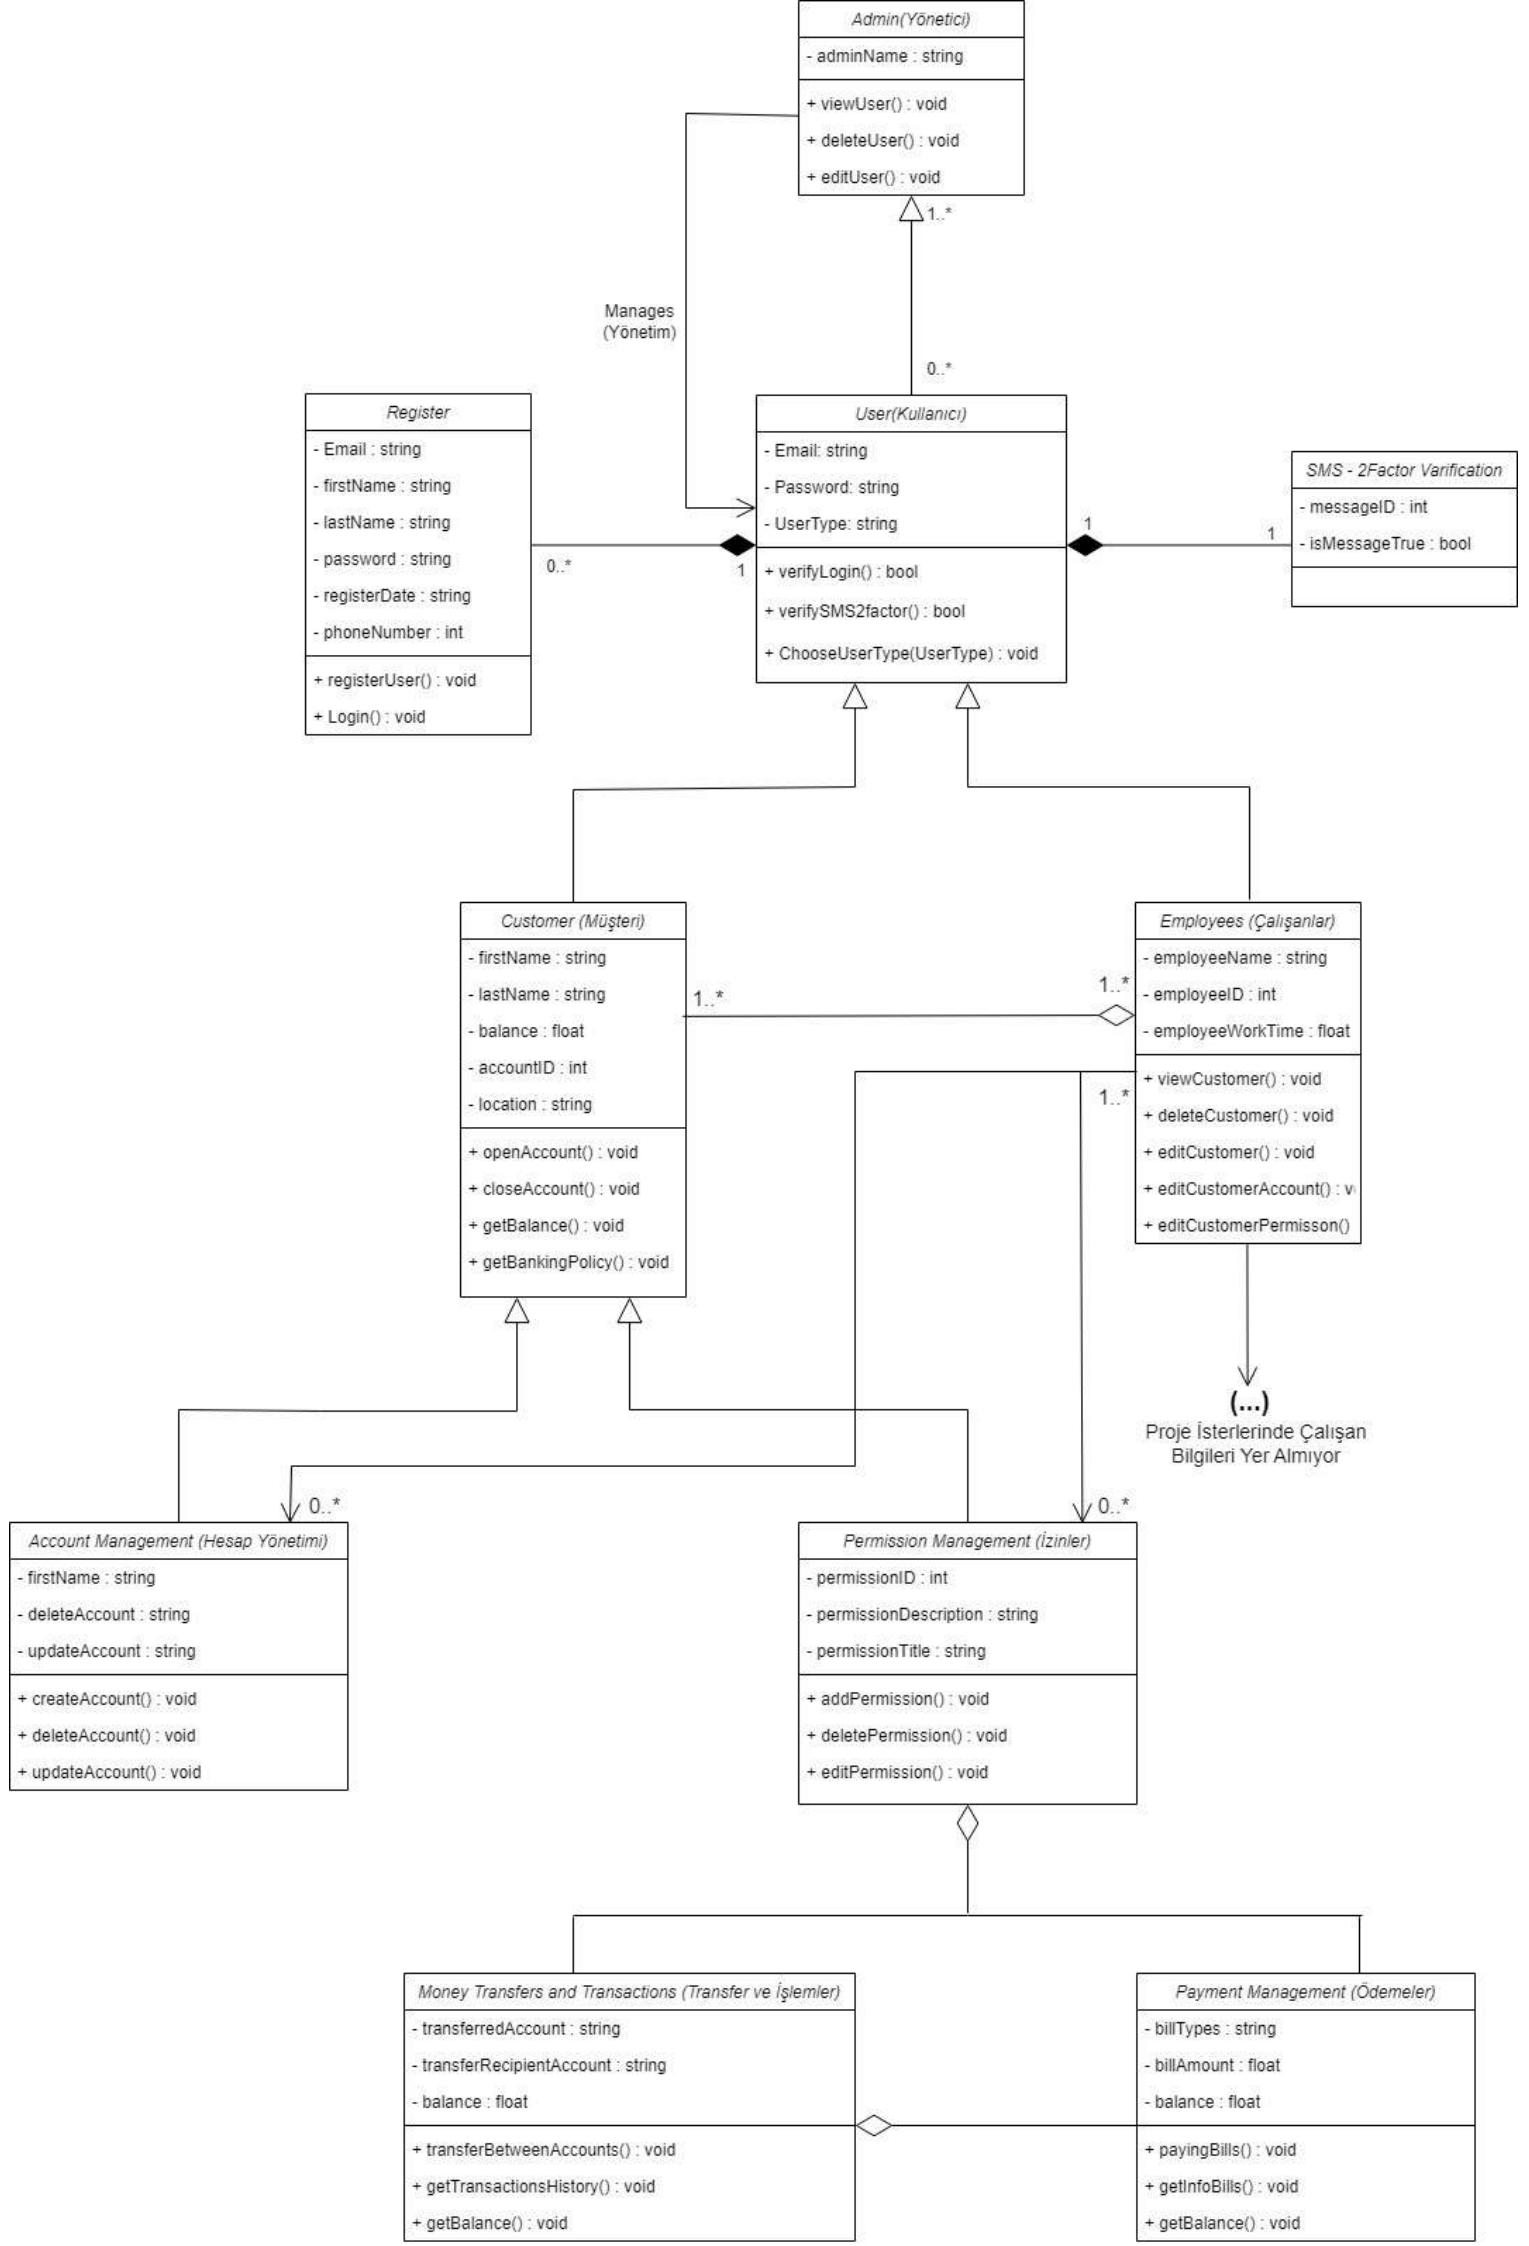 Admin(Yönetici)
- adminName : string
+ viewUser() : void
+ deleteUser() : void
+ editUser() : void
1..*
Manages
(Yönetim)
0..*
Register
- Email : string
- firstName : string
- lastName : string
- password : string
- registerDate : string
- phoneNumber : int
+ registerUser() : void
+ Login() : void
0..*
1
User(Kullanıcı)
- Email: string
- Password: string
- UserType: string
+ verifyLogin() : bool
+ verifySMS2factor() : bool
+ ChooseUserType(UserType) : void
1
1
SMS - 2Factor Varification
- messageID : int
- isMessageTrue : bool
Customer (Müşteri)
- firstName : string
- lastName : string
- balance : float
- accountID : int
- location : string
+ openAccount() : void
+ closeAccount() : void
+ getBalance() : void
+ getBankingPolicy() : void
1..*
1..*
1..*
Employees (Çalışanlar)
- employeeName : string
- employeeID : int
- employeeWorkTime : float
+ viewCustomer() : void
+ deleteCustomer() : void
+ editCustomer() : void
+ editCustomerAccount() : v
+ editCustomerPermisson()
(...)
Proje İsterlerinde Çalışan
Bilgileri Yer Almıyor
0..*
0..*
Account Management (Hesap Yönetimi)
- firstName : string
- deleteAccount : string
- updateAccount : string
+ createAccount() : void
+ deleteAccount() : void
+ updateAccount() : void
Permission Management (İzinler)
- permissionID : int
- permissionDescription : string
- permissionTitle : string
+ addPermission() : void
+ deletePermission() : void
+ editPermission() : void
Money Transfers and Transactions (Transfer ve İşlemler)
- transferredAccount : string
- transferRecipientAccount : string
- balance : float
+ transferBetweenAccounts() : void
+ getTransactionsHistory() : void
+ getBalance() : void
Payment Management (Ödemeler)
- billTypes : string
- billAmount : float
- balance : float
+ payingBills() : void
+ getInfoBills() : void
+ getBalance() : void